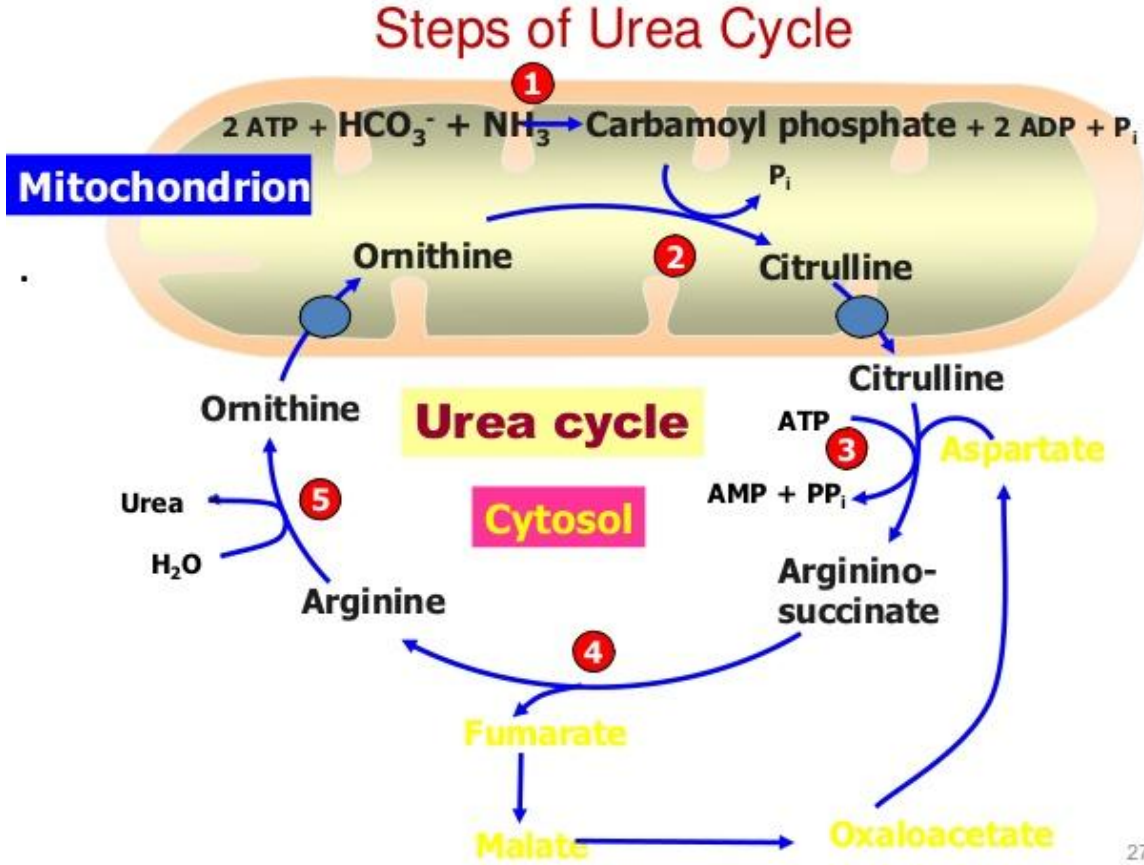 Steps of Urea Cycle
1
2 ATP + HCO₃⁻ + NH₃ Carbamoyl phosphate + 2 ADP + Pᵢ
Mitochondrion
Pᵢ
Ornithine
2
Citrulline
.
Citrulline
Ornithine
Urea cycle
ATP
3
Aspartate
Urea
5
Cytosol
AMP + PPᵢ
H₂O
Arginine
Arginino-
succinate
4
Fumarate
Malate
Oxaloacetate
27